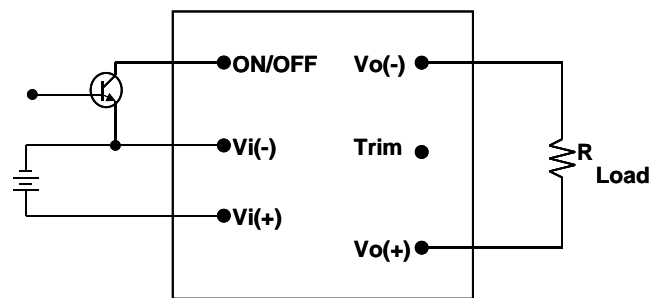 ON/OFF
Vo(-)
Vi(-)
Trim
R
Load
Vi(+)
Vo(+)